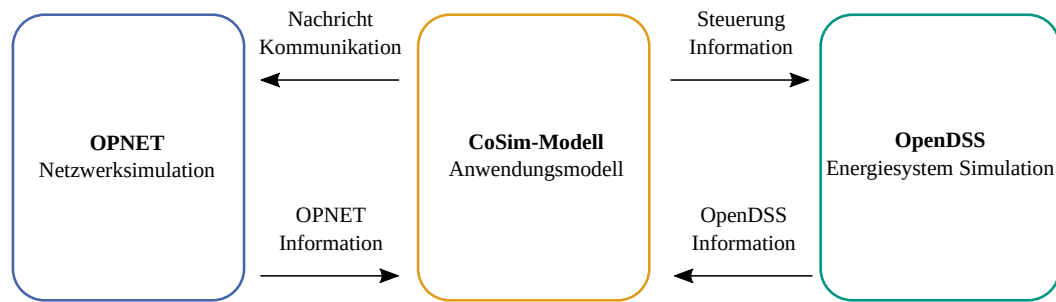 Nachricht
Kommunikation
Steuerung
Information
OPNET
Netzwerksimulation
CoSim-Modell
Anwendungsmodell
OpenDSS
Energiesystem Simulation
OPNET
Information
OpenDSS
Information